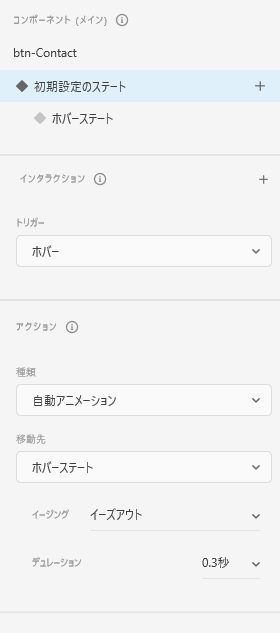 コンポーネント (メイン)
btn-Contact
初期設定のステート
ホバーステート
インタラクション
トリガー
ホバー
アクション
種類
自動アニメーション
移動先
ホバーステート
イージング イーズアウト
デュレーション 0.3秒